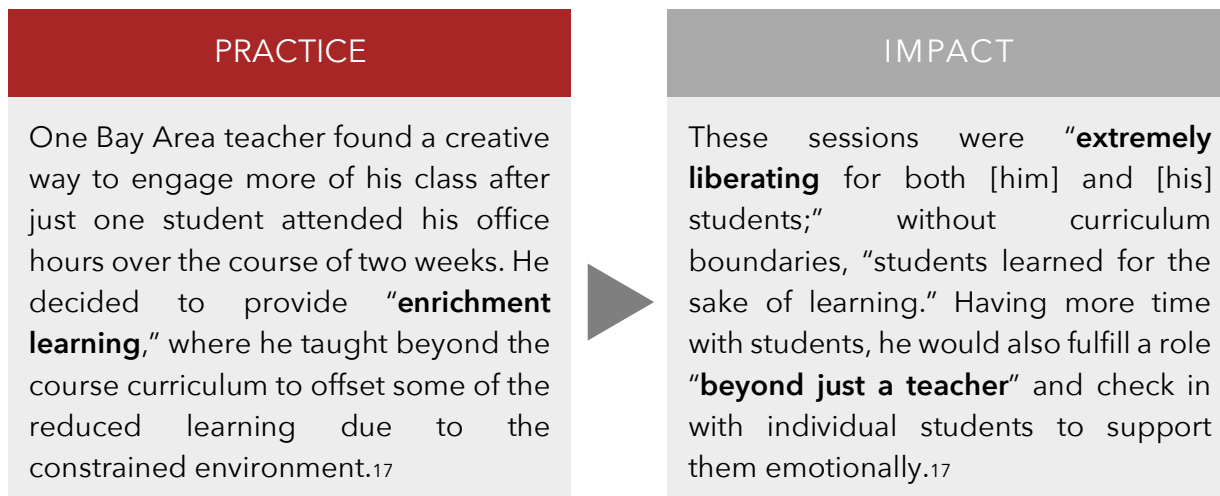 PRACTICE
One Bay Area teacher found a creative
way to engage more of his class after
just one student attended his office
hours over the course of two weeks. He
decided to provide “enrichment
learning,” where he taught beyond the
course curriculum to offset some of the
reduced learning due to the
constrained environment.17
IMPACT
These sessions were “extremely
liberating for both [him] and [his]
students;” without curriculum
boundaries, “students learned for the
sake of learning.” Having more time
with students, he would also fulfill a role
“beyond just a teacher” and check in
with individual students to support
them emotionally.17